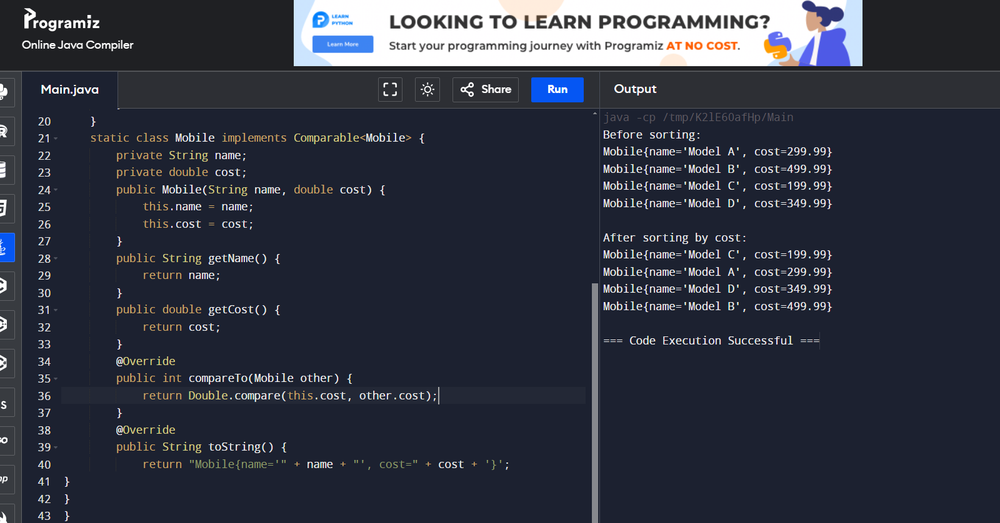 Programiz
Online Java Compiler
LEARN
PYTHON
Learn More
LOOKING TO LEARN PROGRAMMING?
Start your programming journey with Programiz AT NO COST.
Main.java
Share
Run
Output
20 }
21 static class Mobile implements Comparable<Mobile> {
22 private String name;
23 private double cost;
24 public Mobile(String name, double cost) {
25 this.name = name;
26 this.cost = cost;
27 }
28 public String getName() {
29 return name;
30 }
31 public double getCost() {
32 return cost;
33 }
34 @Override
35 public int compareTo(Mobile other) {
36 return Double.compare(this.cost, other.cost);
37 }
38 @Override
39 public String toString() {
40 return "Mobile{name='" + name + "', cost=" + cost + '}';
41 }
42 }
43 }
java -cp /tmp/K2lE6OafHp/Main
Before sorting:
Mobile{name='Model A', cost=299.99}
Mobile{name='Model B', cost=499.99}
Mobile{name='Model C', cost=199.99}
Mobile{name='Model D', cost=349.99}
After sorting by cost:
Mobile{name='Model C', cost=199.99}
Mobile{name='Model A', cost=299.99}
Mobile{name='Model D', cost=349.99}
Mobile{name='Model B', cost=499.99}
=== Code Execution Successful ===